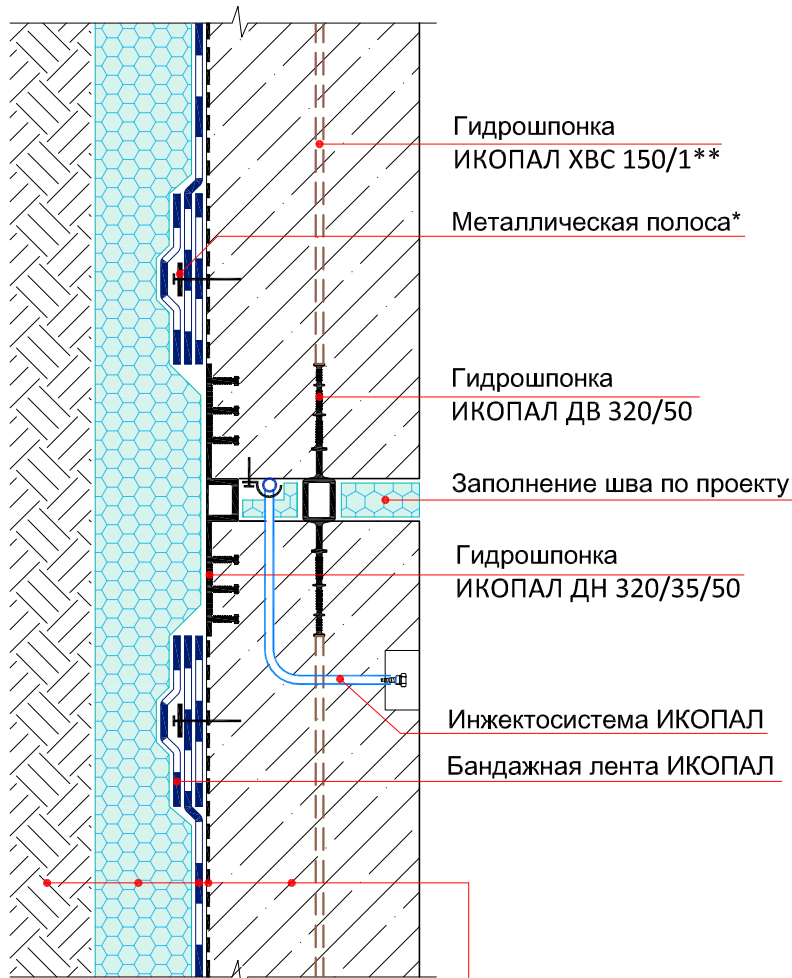 Гидрошпонка
ИКОПАЛ ХВС 150/1**
Металлическая полоса*
Гидрошпонка
ИКОПАЛ ДВ 320/50
Заполнение шва по проекту
Гидрошпонка
ИКОПАЛ ДН 320/35/50
Инжектосистема ИКОПАЛ
Бандажная лента ИКОПАЛ